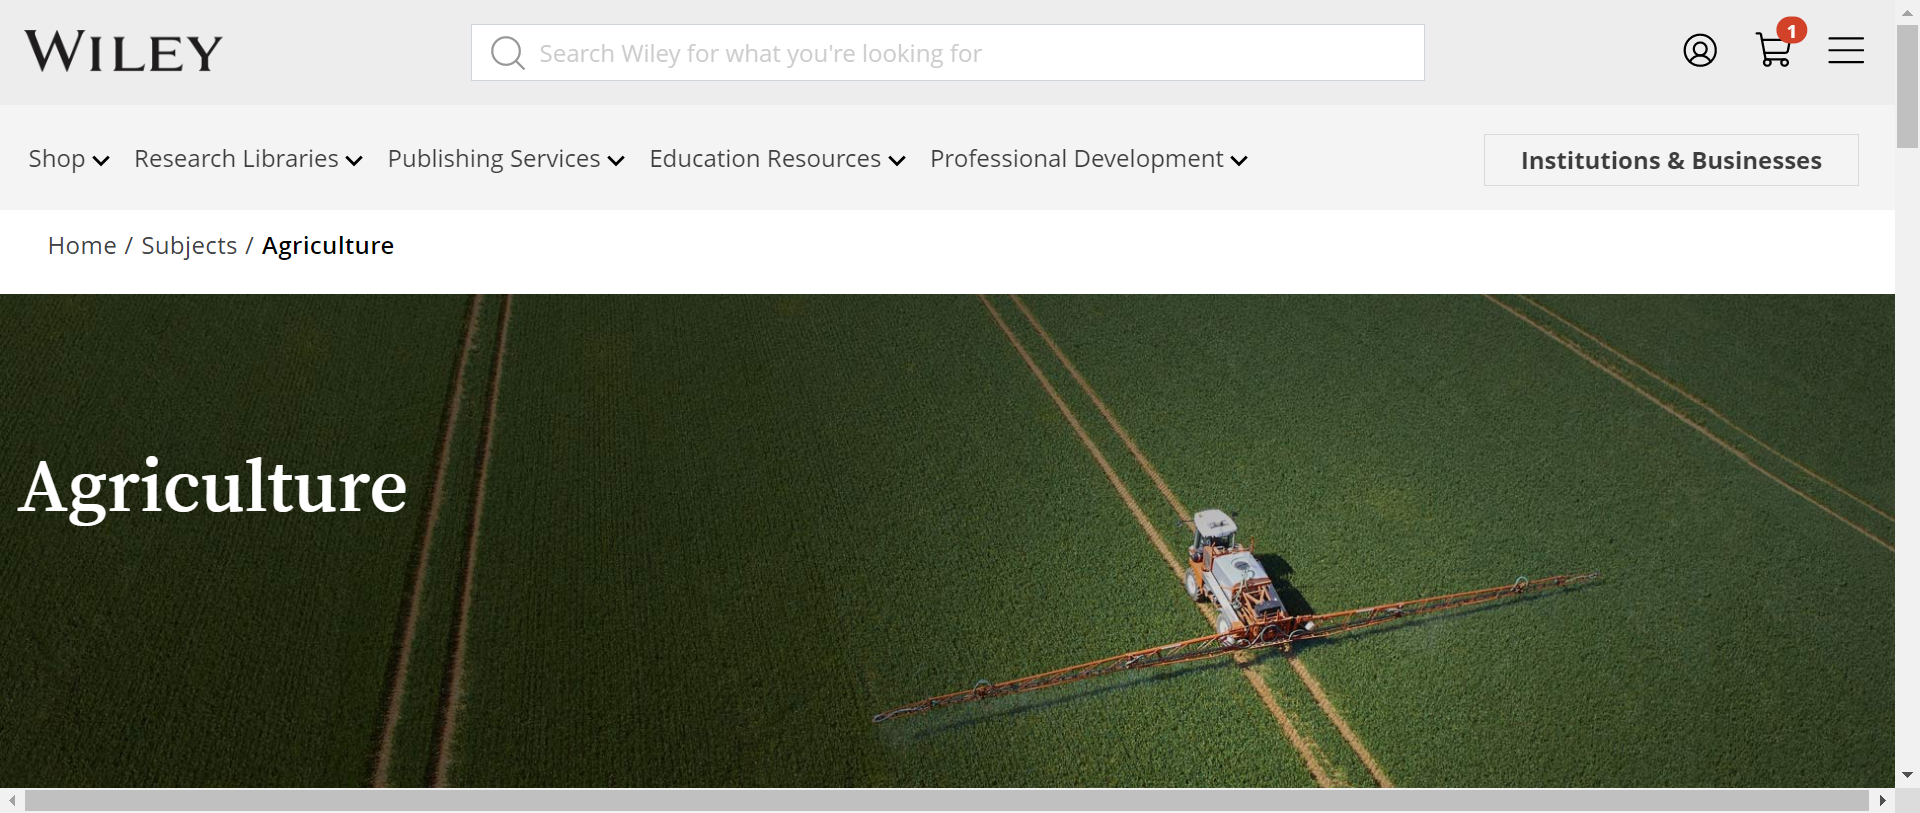 WILEY
Search Wiley for what you're looking for
1
Shop
Research Libraries
Publishing Services
Education Resources
Professional Development
Institutions & Businesses
Home / Subjects / Agriculture
Agriculture